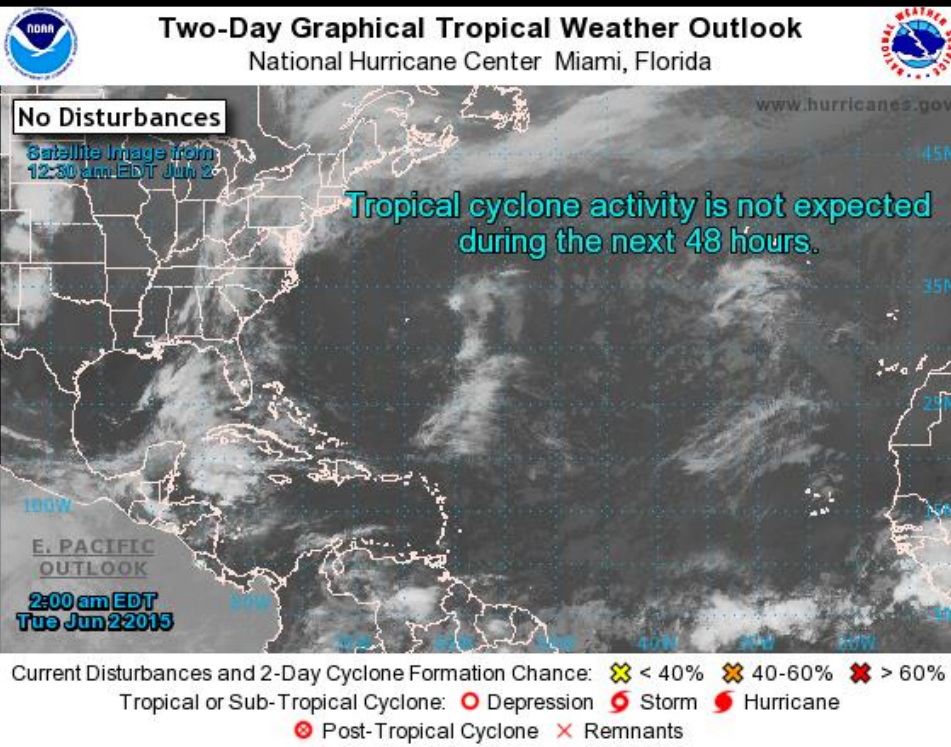 Two-Day Graphical Tropical Weather Outlook
National Hurricane Center Miami, Florida
NOAA
No Disturbances
www.hurricanes.gov
Satellite Image from
12:30 am EDT Jun 2
45N
Tropical cyclone activity is not expected
during the next 48 hours.
35N
25N
100W
15N
E. PACIFIC
OUTLOOK
2:00 am EDT
Tue Jun 2 2015
90W
40W
Current Disturbances and 2-Day Cyclone Formation Chance: < 40% 40-60% > 60%
Tropical or Sub-Tropical Cyclone: Depression Storm Hurricane
Post-Tropical Cyclone Remnants